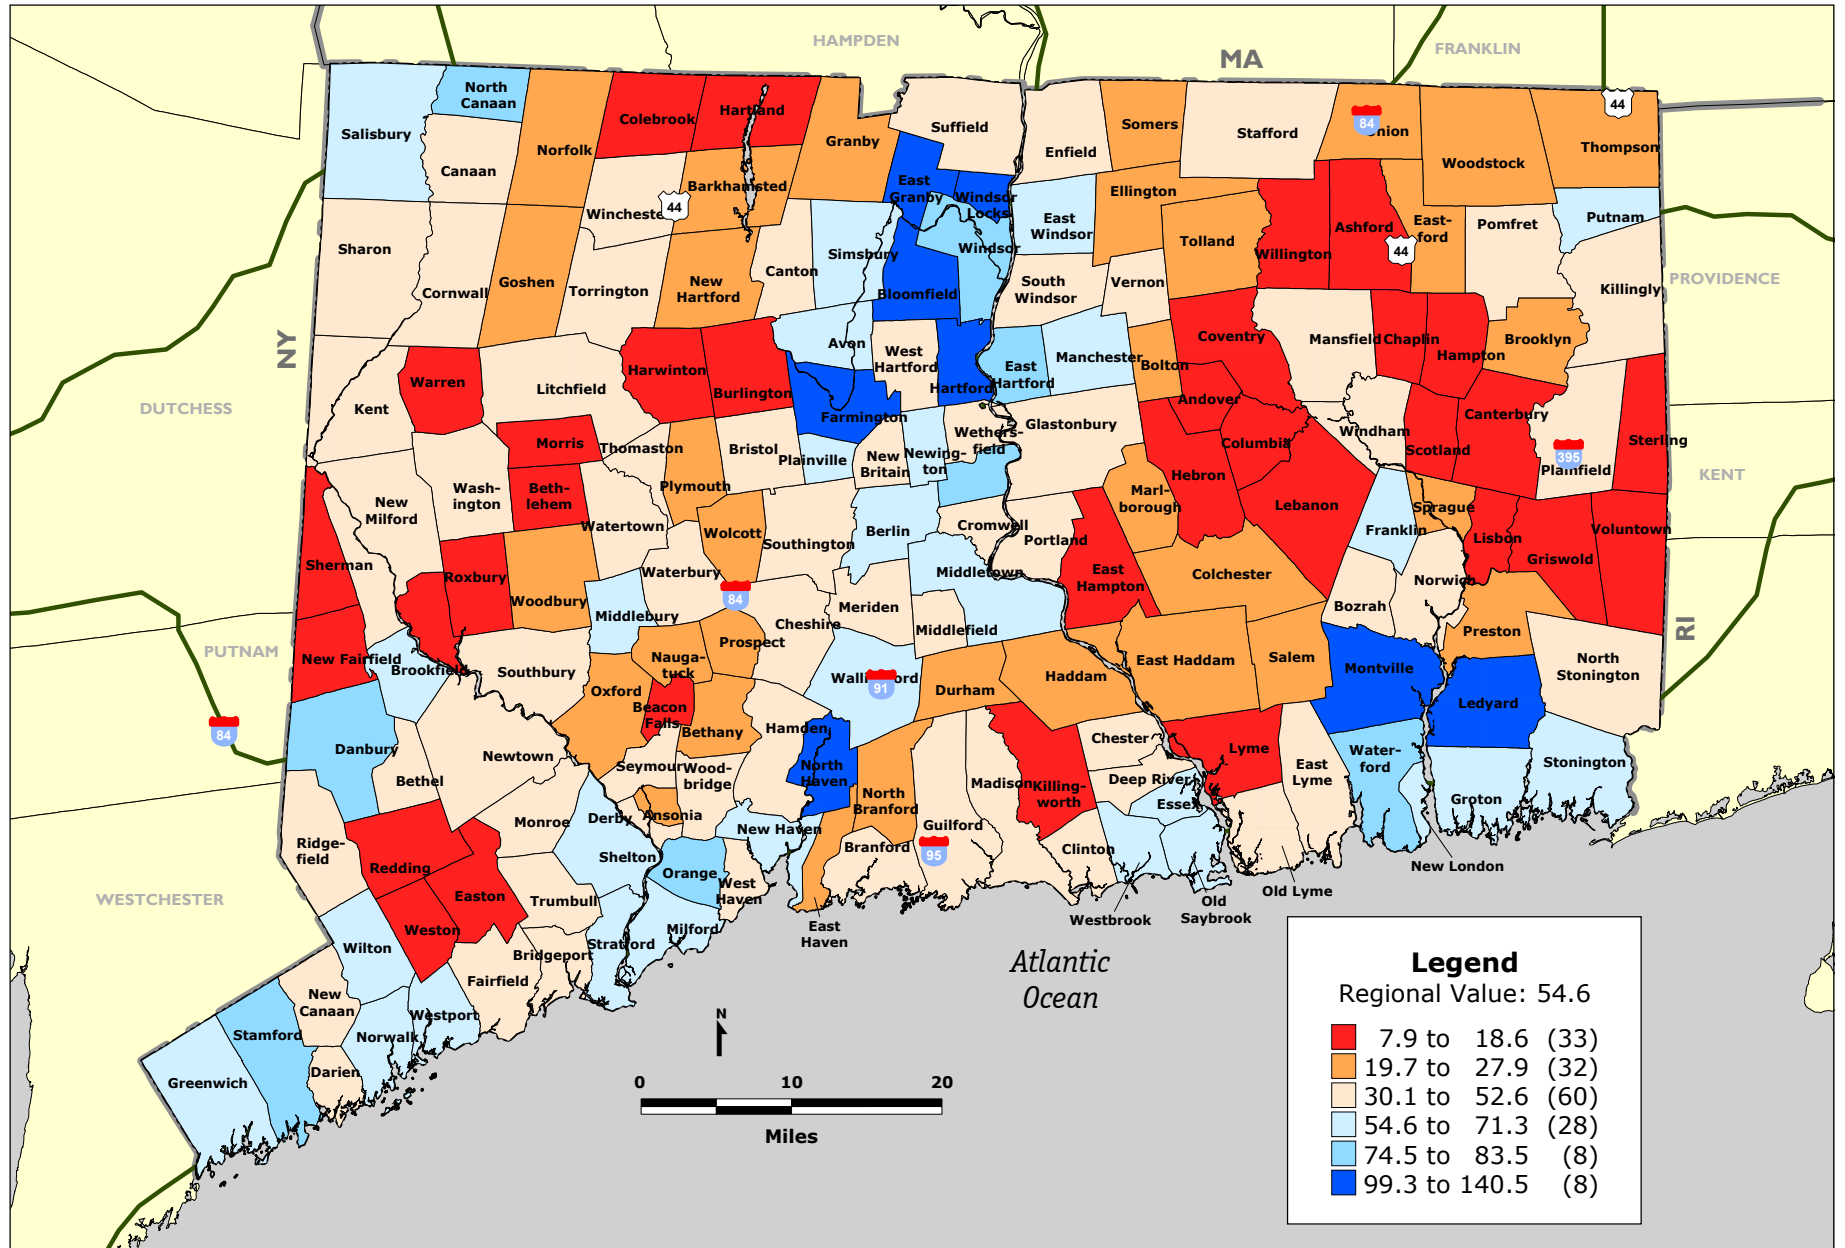 HAMPDEN
MA
FRANKLIN
North
Canaan
Salisbury
Colebrook
Hartland
Granby
Suffield
Enfield
Somers
Stafford
84
Union
44
Woodstock
Thompson
Norfolk
Canaan
Barkhamsted
44
Winchester
East
Granby
Windsor
Locks
East
Windsor
Ellington
Tolland
Willington
Ashford
44
East-
ford
Pomfret
Putnam
Sharon
Cornwall
Goshen
Torrington
New
Hartford
Canton
Simsbury
Bloomfield
Windsor
South
Windsor
Vernon
Killingly
PROVIDENCE
NY
DUTCHESS
Kent
Warren
Litchfield
Harwinton
Burlington
Avon
Farmington
West
Hartford
Hartford
East
Hartford
Manchester
Bolton
Coventry
Mansfield
Chaplin
Hampton
Brooklyn
Andover
Columbia
Windham
Scotland
Canterbury
395
Plainfield
Sterling
KENT
Morris
Thomaston
Bristol
Plainville
New
Britain
Newing-
ton
Wethers-
field
Glastonbury
Hebron
Marl-
borough
Lebanon
Franklin
Sprague
Lisbon
Griswold
Voluntown
New
Milford
Wash-
ington
Beth-
lehem
Watertown
Plymouth
Wolcott
Southington
Berlin
Cromwell
Portland
East
Hampton
Colchester
Bozrah
Norwich
Preston
North
Stonington
RI
Sherman
Roxbury
Woodbury
Middlebury
Waterbury
84
Cheshire
Meriden
Middletown
Middlefield
PUTNAM
New Fairfield
Brookfield
Southbury
Oxford
Nauga-
tuck
Prospect
Beacon
Falls
Bethany
Wallingford
91
Durham
Haddam
East Haddam
Salem
Montville
Ledyard
84
Danbury
Bethel
Newtown
Seymour
Wood-
bridge
Hamden
North
Haven
North
Branford
Madison
Killing-
worth
Chester
Deep River
Essex
Lyme
East
Lyme
Water-
ford
Groton
Stonington
New London
Old Lyme
Ridge-
field
Redding
Monroe
Derby
Ansonia
Shelton
Orange
New Haven
West
Haven
East
Haven
Branford
Guilford
95
Clinton
Westbrook
Old
Saybrook
WESTCHESTER
Easton
Weston
Trumbull
Stratford
Milford
Bridgeport
Fairfield
Wilton
New
Canaan
Norwalk
Westport
Stamford
Darien
Greenwich
Atlantic
Ocean
N
0 10 20
Miles
Legend
Regional Value: 54.6
7.9 to 18.6 (33)
19.7 to 27.9 (32)
30.1 to 52.6 (60)
54.6 to 71.3 (28)
74.5 to 83.5 (8)
99.3 to 140.5 (8)